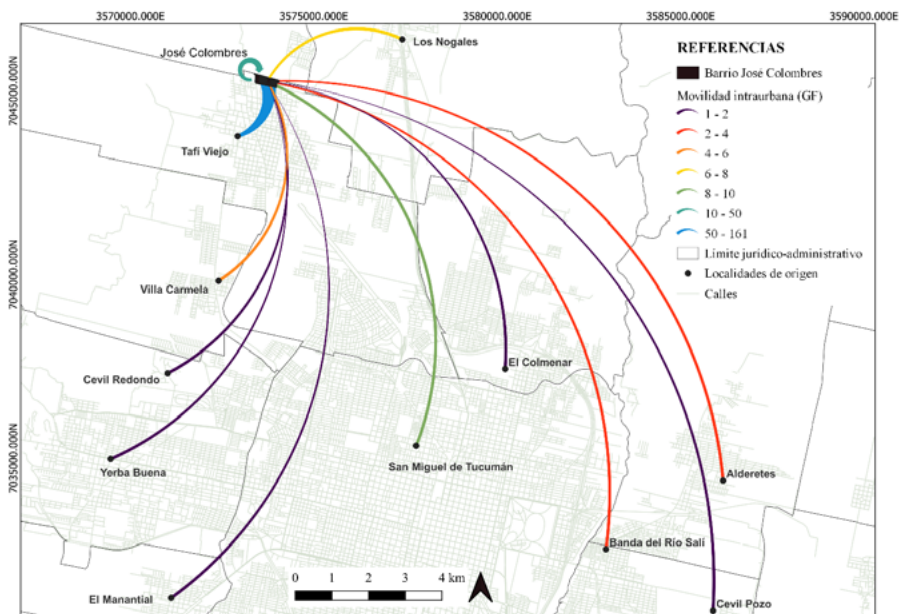 3570000.000E
3575000.000E
3580000.000E
3585000.000E
3590000.000E
7045000.000N
7040000.000N
7035000.000N
José Colombres
Los Nogales
Tafí Viejo
Villa Carmela
Cevil Redondo
El Colmenar
Yerba Buena
San Miguel de Tucumán
Alderetes
Banda del Río Salí
El Manantial
Cevil Pozo
REFERENCIAS
Barrio José Colombres
Movilidad intraurbana (GF)
1 - 2
2 - 4
4 - 6
6 - 8
8 - 10
10 - 50
50 - 161
Límite jurídico-administrativo
Localidades de origen
Calles
0 1 2 3 4 km